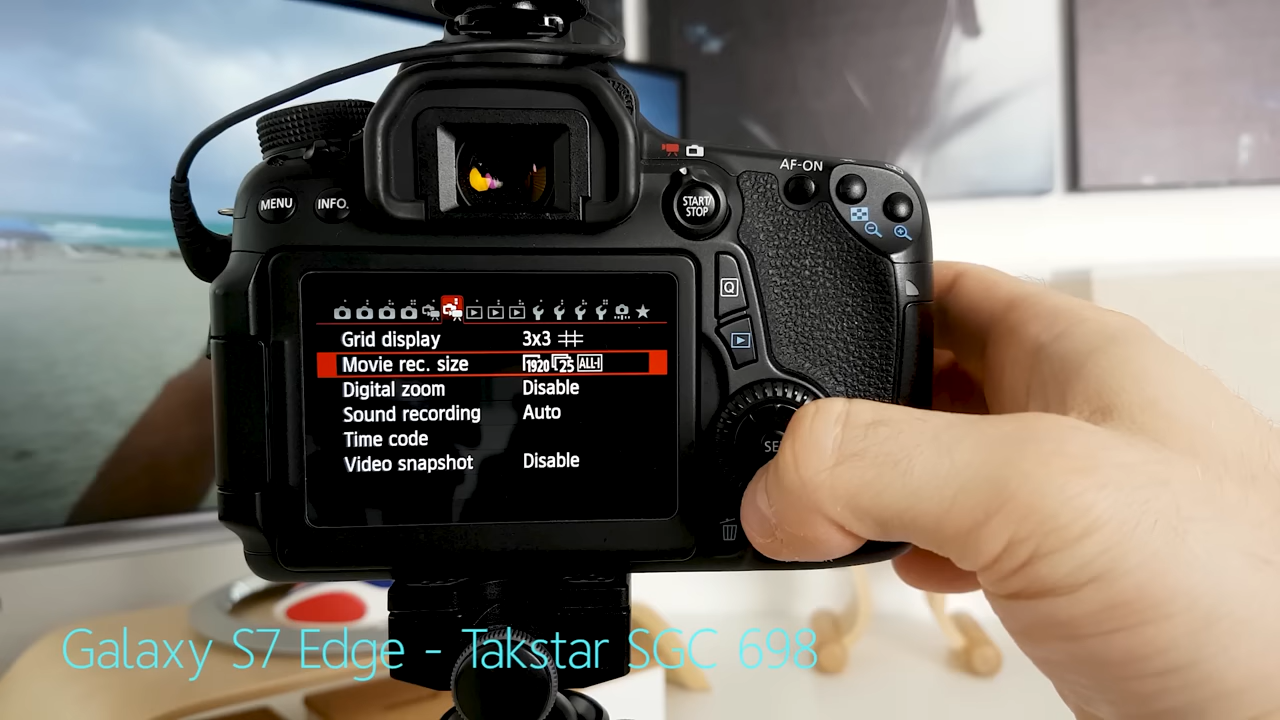 AF-ON
MENU
INFO.
START/
STOP
Q
Grid display 3x3
Movie rec. size 1920 25 ALL-I
Digital zoom Disable
Sound recording Auto
Time code
Video snapshot Disable
SE
Galaxy S7 Edge - Takstar SGC 698